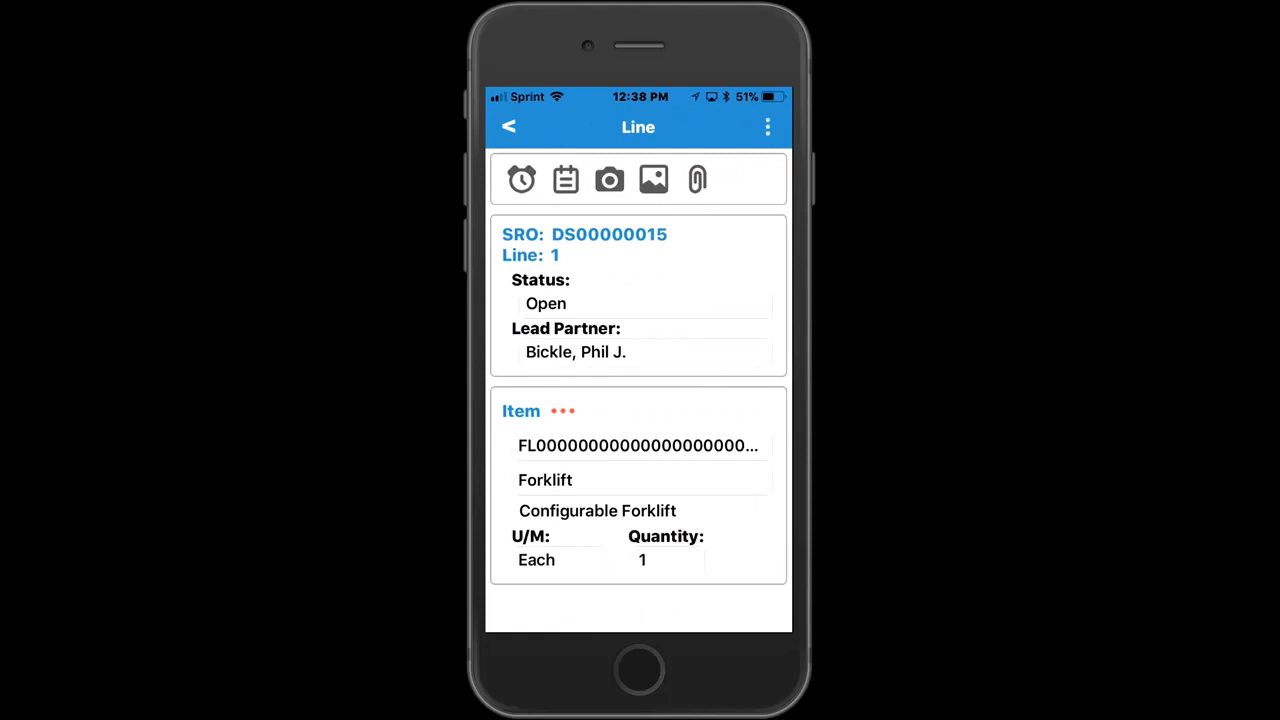 Sprint 12:38 PM 51%
< Line
SRO: DS00000015
Line: 1
Status:
Open
Lead Partner:
Bickle, Phil J.
Item •••
FL00000000000000000000...
Forklift
Configurable Forklift
U/M: Quantity:
Each 1